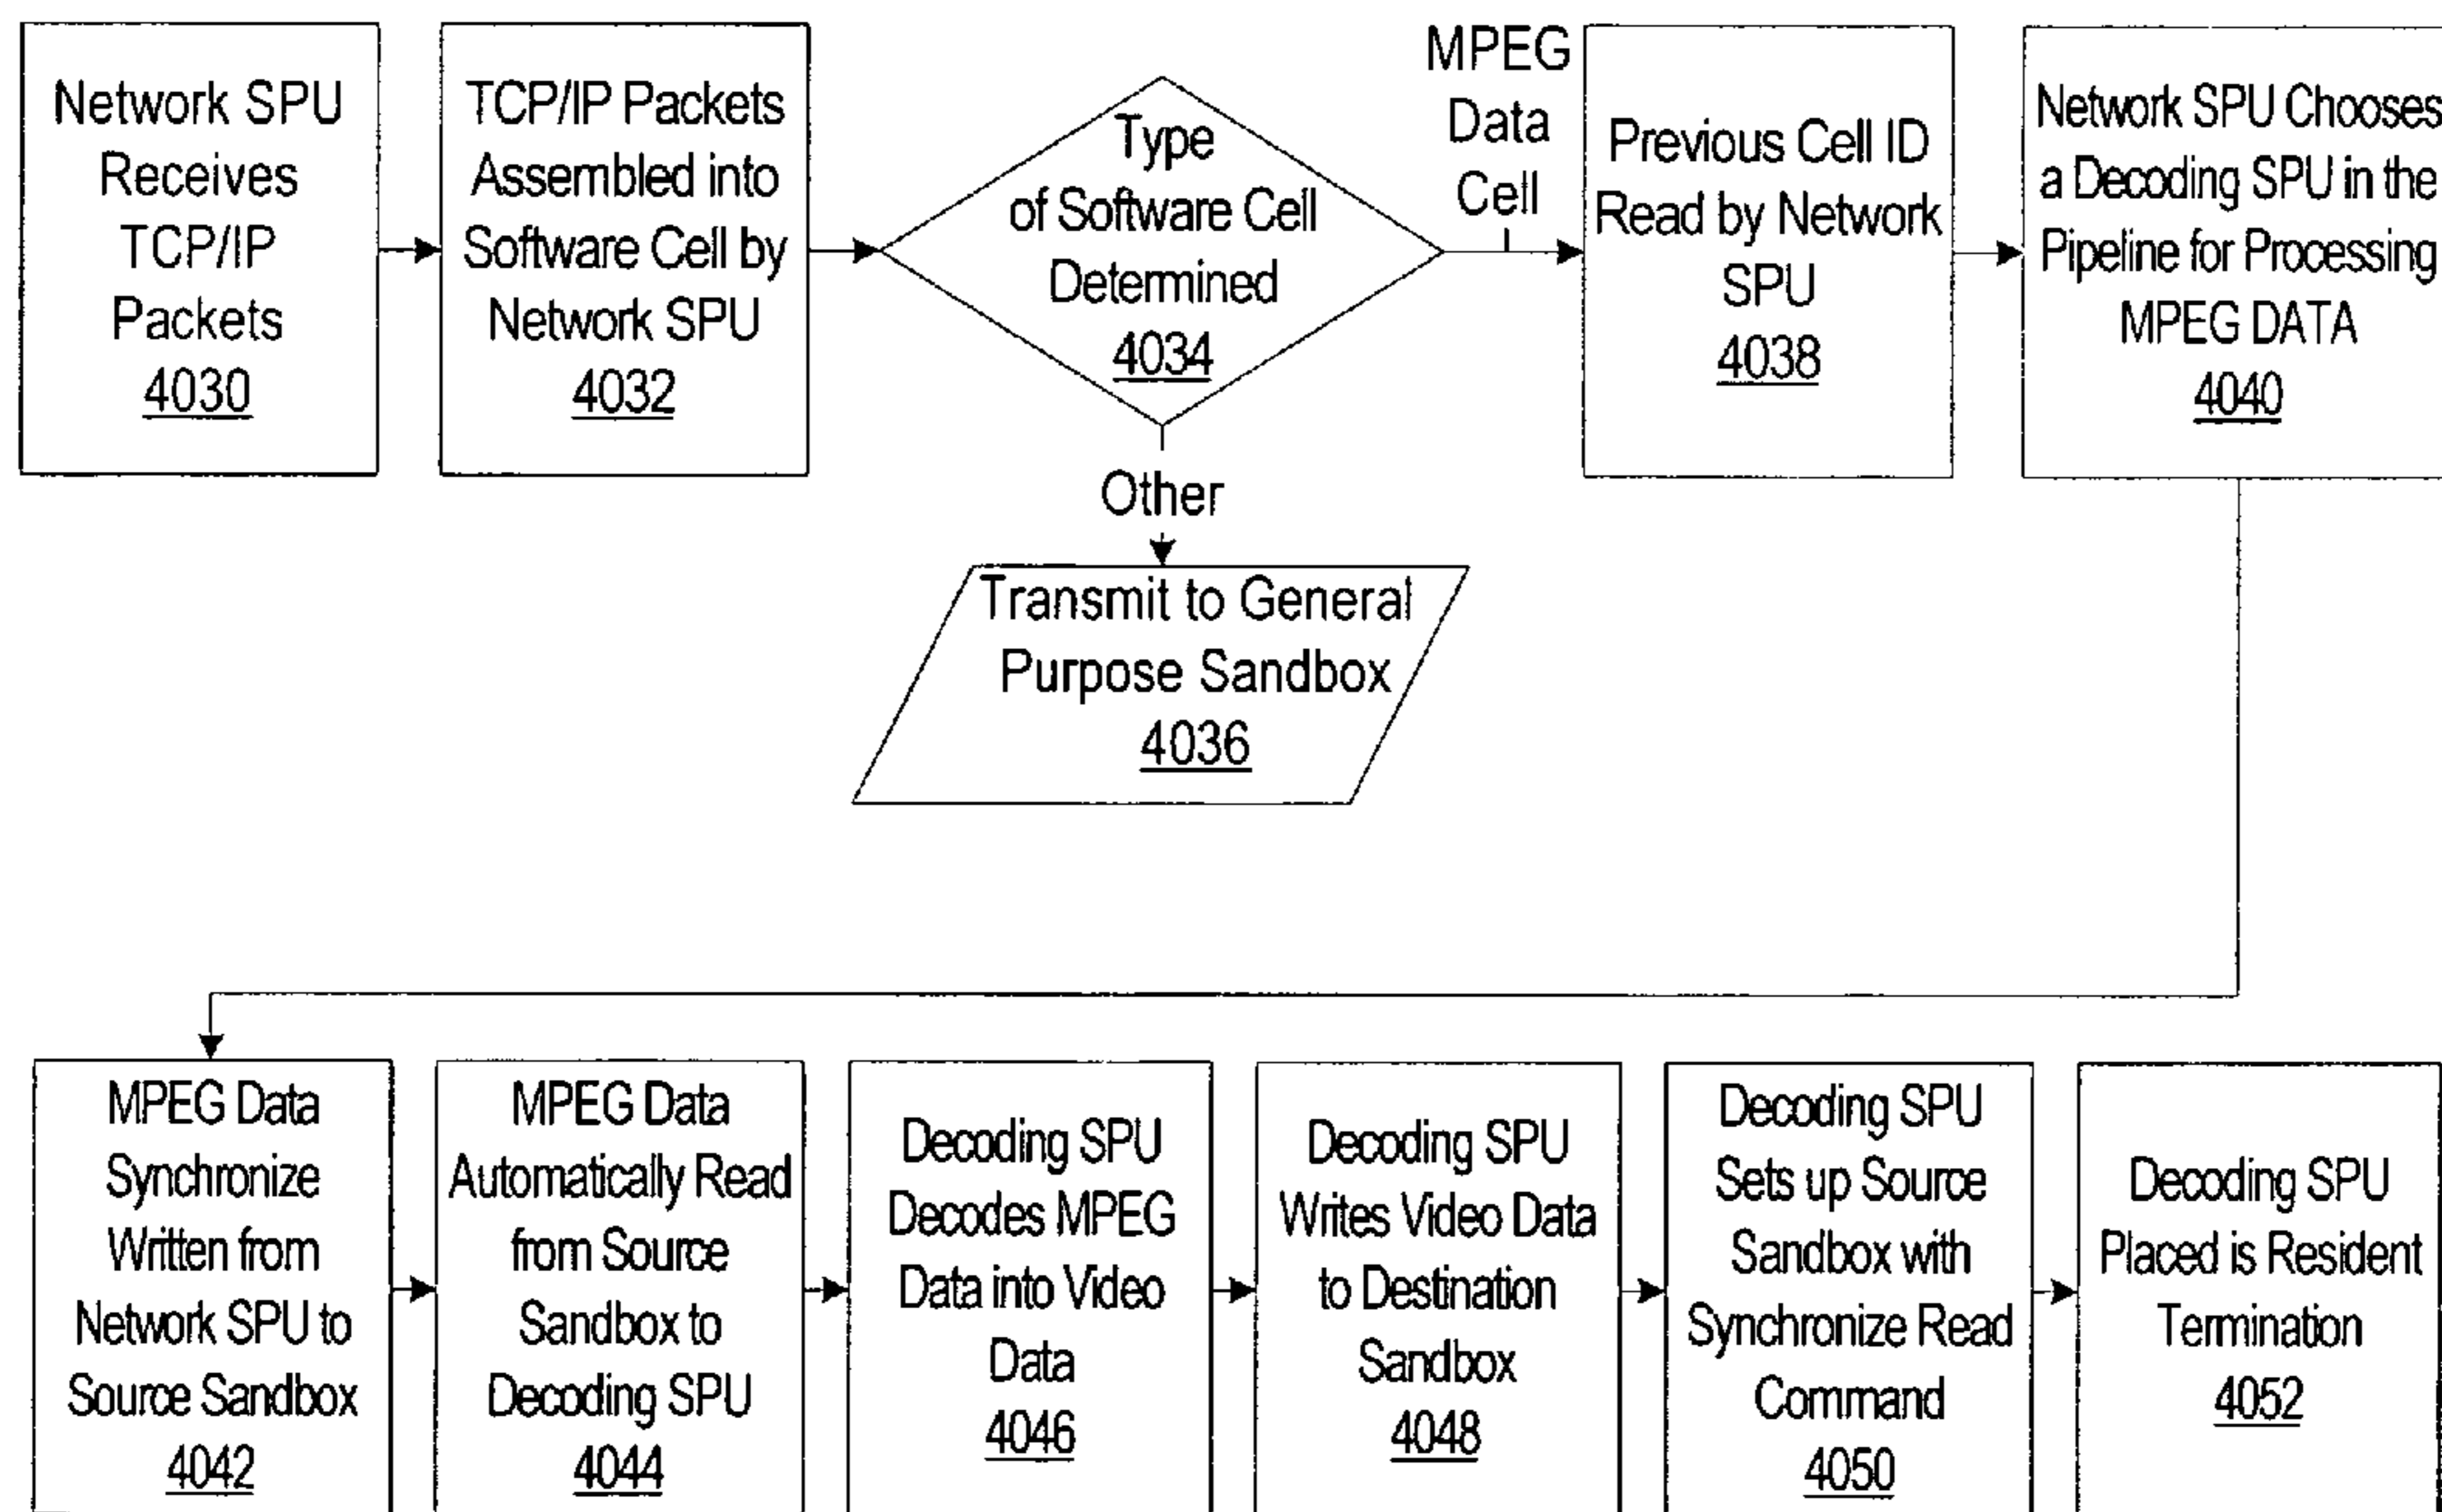 Network SPU
Receives
TCP/IP
Packets
4030
TCP/IP Packets
Assembled into
Software Cell by
Network SPU
4032
Type
of Software Cell
Determined
4034
MPEG
Data
Cell
Previous Cell ID
Read by Network
SPU
4038
Network SPU Chooses
a Decoding SPU in the
Pipeline for Processing
MPEG DATA
4040
Other
Transmit to General
Purpose Sandbox
4036
MPEG Data
Synchronize
Written from
Network SPU to
Source Sandbox
4042
MPEG Data
Automatically Read
from Source
Sandbox to
Decoding SPU
4044
Decoding SPU
Decodes MPEG
Data into Video
Data
4046
Decoding SPU
Writes Video Data
to Destination
Sandbox
4048
Decoding SPU
Sets up Source
Sandbox with
Synchronize Read
Command
4050
Decoding SPU
Placed is Resident
Termination
4052